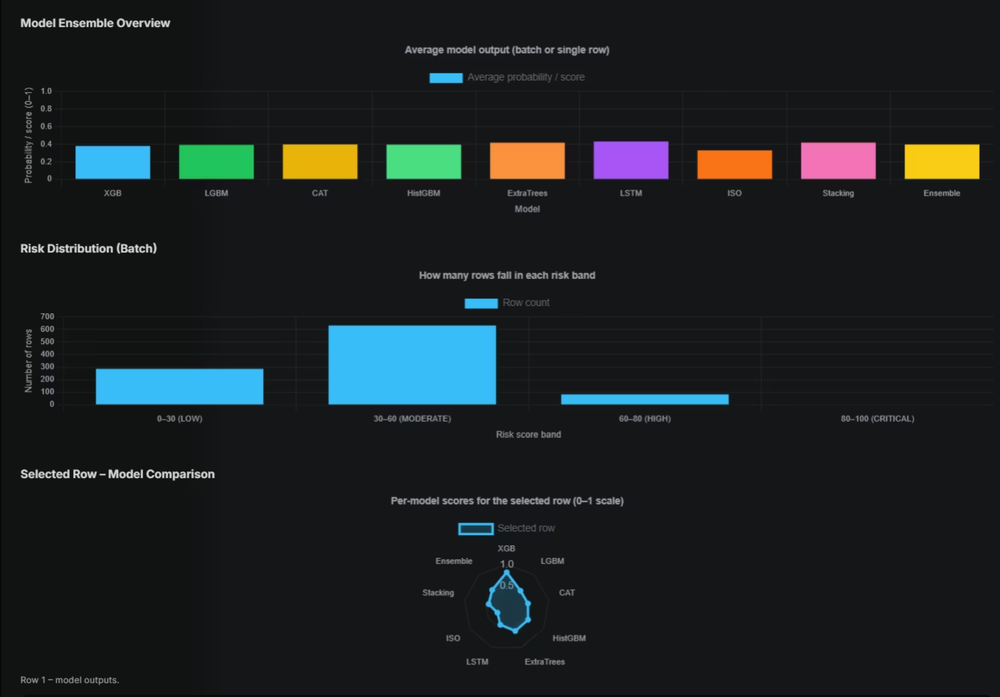 Model Ensemble Overview
Average model output (batch or single row)
Average probability / score
Probability / score (0–1)
1.0
0.8
0.6
0.4
0.2
0
XGB LGBM CAT HistGBM ExtraTrees LSTM ISO Stacking Ensemble
Model
Risk Distribution (Batch)
How many rows fall in each risk band
Row count
Number of rows
700
600
500
400
300
200
100
0
0–30 (LOW) 30–60 (MODERATE) 60–80 (HIGH) 80–100 (CRITICAL)
Risk score band
Selected Row – Model Comparison
Per-model scores for the selected row (0–1 scale)
Selected row
XGB
Ensemble LGBM
1.0
0.5
Stacking CAT
ISO HistGBM
LSTM ExtraTrees
Row 1 – model outputs.